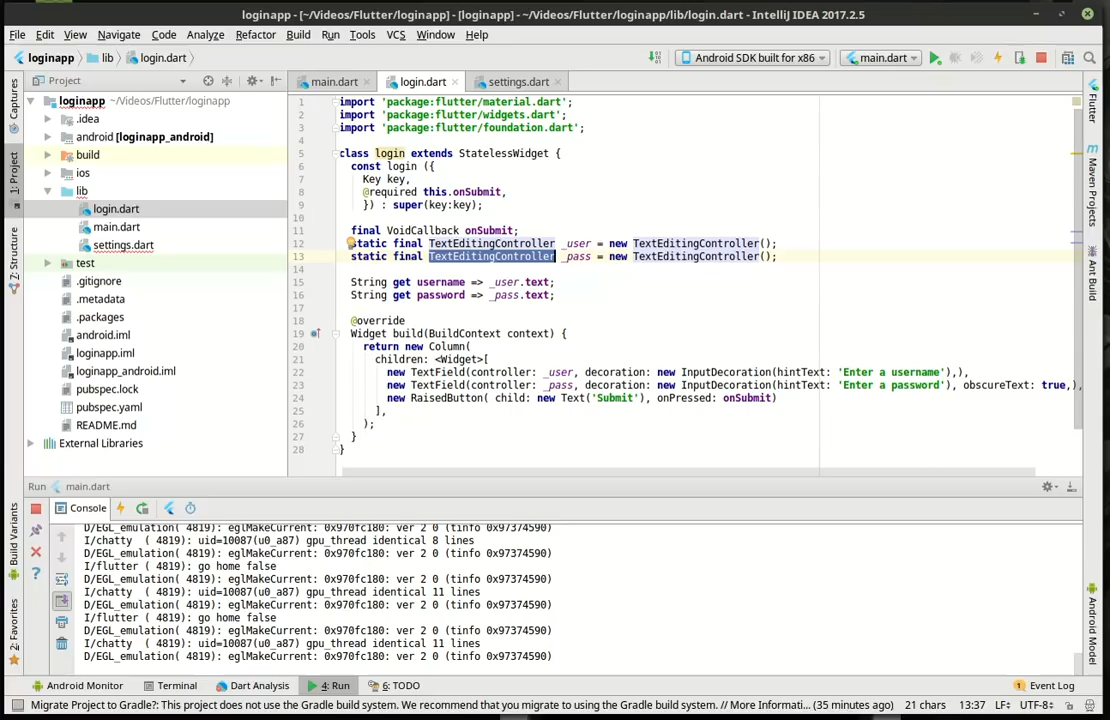 loginapp - [~/Videos/Flutter/loginapp] - [loginapp] - ~/Videos/Flutter/loginapp/lib/login.dart - IntelliJ IDEA 2017.2.5
File Edit View Navigate Code Analyze Refactor Build Run Tools VCS Window Help
loginapp lib login.dart Android SDK built for x86 main.dart
Project main.dart login.dart settings.dart
Captures
1: Project
7: Structure
Build Variants
2: Favorites
loginapp ~/Videos/Flutter/loginapp
.idea
android [loginapp_android]
build
ios
lib
login.dart
main.dart
settings.dart
test
.gitignore
.metadata
.packages
android.iml
loginapp.iml
loginapp_android.iml
pubspec.lock
pubspec.yaml
README.md
External Libraries
1 import 'package:flutter/material.dart';
2 import 'package:flutter/widgets.dart';
3 import 'package:flutter/foundation.dart';
4
5 class login extends StatelessWidget {
6 const login ({
7 Key key,
8 @required this.onSubmit,
9 }) : super(key:key);
10
11 final VoidCallback onSubmit;
12 static final TextEditingController _user = new TextEditingController();
13 static final TextEditingController _pass = new TextEditingController();
14
15 String get username => _user.text;
16 String get password => _pass.text;
17
18 @override
19 Widget build(BuildContext context) {
20 return new Column(
21 children: <Widget>[
22 new TextField(controller: _user, decoration: new InputDecoration(hintText: 'Enter a username'),),
23 new TextField(controller: _pass, decoration: new InputDecoration(hintText: 'Enter a password'), obscureText: true,),
24 new RaisedButton( child: new Text('Submit'), onPressed: onSubmit)
25 ],
26 );
27 }
28 }
Flutter
Maven Projects
Ant Build
Android Model
Run main.dart
Console
D/EGL_emulation( 4819): eglMakeCurrent: 0x970fc180: ver 2 0 (tinfo 0x97374590)
I/chatty ( 4819): uid=10087(u0_a87) gpu_thread identical 8 lines
D/EGL_emulation( 4819): eglMakeCurrent: 0x970fc180: ver 2 0 (tinfo 0x97374590)
I/flutter ( 4819): go home false
D/EGL_emulation( 4819): eglMakeCurrent: 0x970fc180: ver 2 0 (tinfo 0x97374590)
I/chatty ( 4819): uid=10087(u0_a87) gpu_thread identical 11 lines
D/EGL_emulation( 4819): eglMakeCurrent: 0x970fc180: ver 2 0 (tinfo 0x97374590)
I/flutter ( 4819): go home false
D/EGL_emulation( 4819): eglMakeCurrent: 0x970fc180: ver 2 0 (tinfo 0x97374590)
I/chatty ( 4819): uid=10087(u0_a87) gpu_thread identical 11 lines
D/EGL_emulation( 4819): eglMakeCurrent: 0x970fc180: ver 2 0 (tinfo 0x97374590)
Android Monitor Terminal Dart Analysis 4: Run 6: TODO 1 Event Log
Migrate Project to Gradle?: This project does not use the Gradle build system. We recommend that you migrate to using the Gradle build system. // More Informati... (35 minutes ago) 21 chars 13:37 LF÷ UTF-8÷